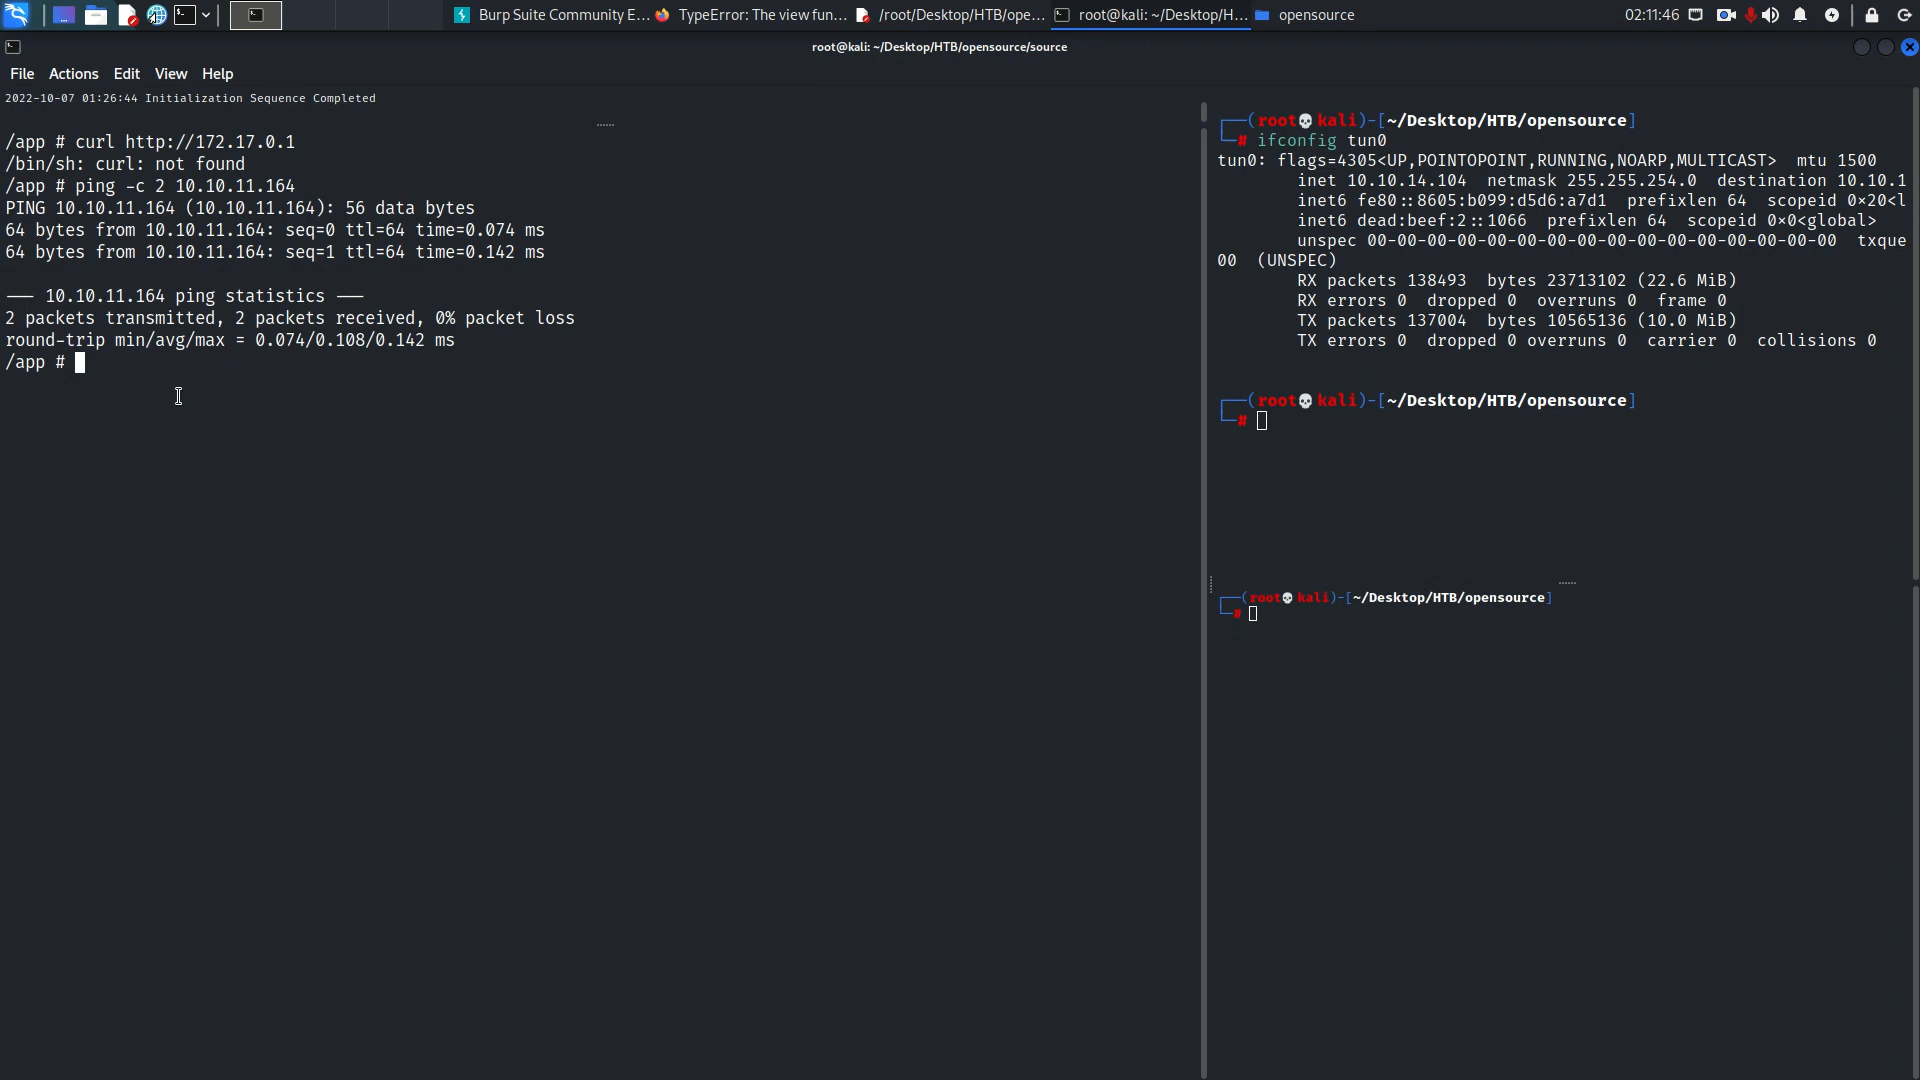 Burp Suite Community E... TypeError: The view fun... /root/Desktop/HTB/ope... root@kali: ~/Desktop/H... opensource 02:11:46
root@kali: ~/Desktop/HTB/opensource/source
File Actions Edit View Help
2022-10-07 01:26:44 Initialization Sequence Completed
/app # curl http://172.17.0.1
/bin/sh: curl: not found
/app # ping -c 2 10.10.11.164
PING 10.10.11.164 (10.10.11.164): 56 data bytes
64 bytes from 10.10.11.164: seq=0 ttl=64 time=0.074 ms
64 bytes from 10.10.11.164: seq=1 ttl=64 time=0.142 ms
--- 10.10.11.164 ping statistics ---
2 packets transmitted, 2 packets received, 0% packet loss
round-trip min/avg/max = 0.074/0.108/0.142 ms
/app #
┌──(root💀kali)-[~/Desktop/HTB/opensource]
└─# ifconfig tun0
tun0: flags=4305<UP,POINTOPOINT,RUNNING,NOARP,MULTICAST>  mtu 1500
inet 10.10.14.104  netmask 255.255.254.0  destination 10.10.1
inet6 fe80::8605:b099:d5d6:a7d1  prefixlen 64  scopeid 0x20<l
inet6 dead:beef:2::1066  prefixlen 64  scopeid 0x0<global>
unspec 00-00-00-00-00-00-00-00-00-00-00-00-00-00-00-00  txque
00  (UNSPEC)
RX packets 138493  bytes 23713102 (22.6 MiB)
RX errors 0  dropped 0  overruns 0  frame 0
TX packets 137004  bytes 10565136 (10.0 MiB)
TX errors 0  dropped 0 overruns 0  carrier 0  collisions 0
┌──(root💀kali)-[~/Desktop/HTB/opensource]
└─#
┌──(root💀kali)-[~/Desktop/HTB/opensource]
└─#